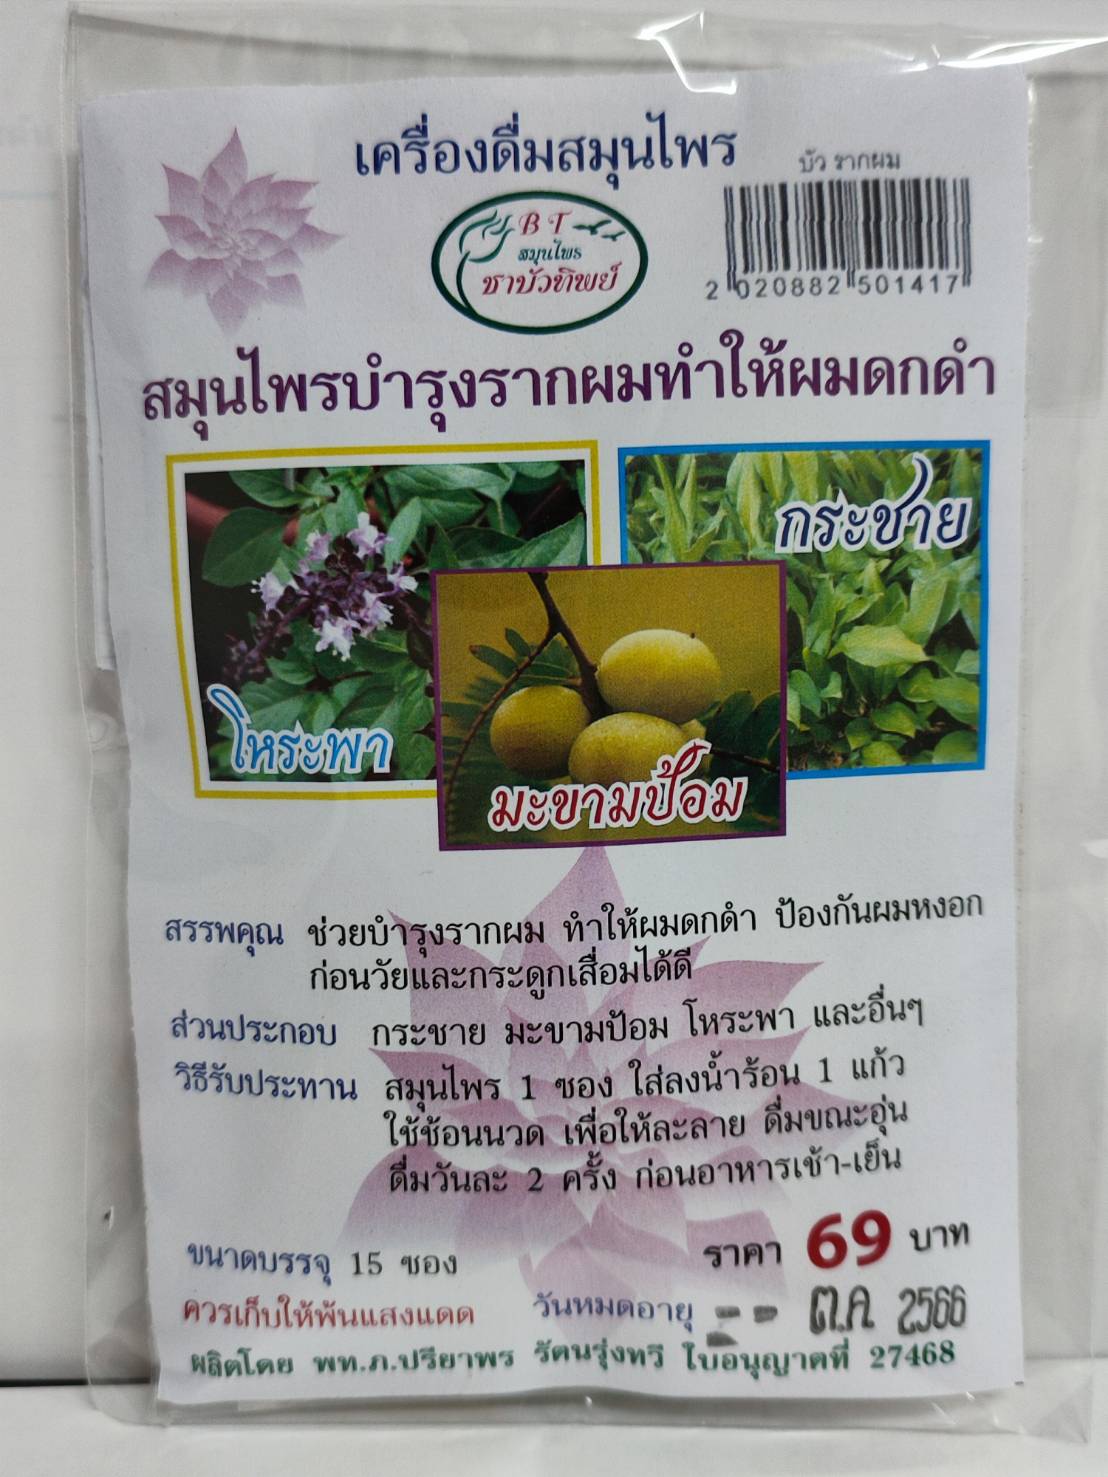 เครื่องดื่มสมุนไพร
บัว รากผม
B T
สมุนไพร
ชาบัวทิพย์
2 020882 501417
สมุนไพรบำรุงรากผมทำให้ผมดกดำ
กระชาย
โหระพา
มะขามป้อม
สรรพคุณ ช่วยบำรุงรากผม ทำให้ผมดกดำ ป้องกันผมหงอก
ก่อนวัยและกระดูกเสื่อมได้ดี
ส่วนประกอบ กระชาย มะขามป้อม โหระพา และอื่นๆ
วิธีรับประทาน สมุนไพร 1 ซอง ใส่ลงน้ำร้อน 1 แก้ว
ใช้ช้อนนวด เพื่อให้ละลาย ดื่มขณะอุ่น
ดื่มวันละ 2 ครั้ง ก่อนอาหารเช้า-เย็น
ขนาดบรรจุ 15 ซอง ราคา 69 บาท
ควรเก็บให้พ้นแสงแดด วันหมดอายุ -- ต.ค. 2566
ผลิตโดย พท.ภ.ปรียาพร รัตนรุ่งทวี ใบอนุญาตที่ 27468